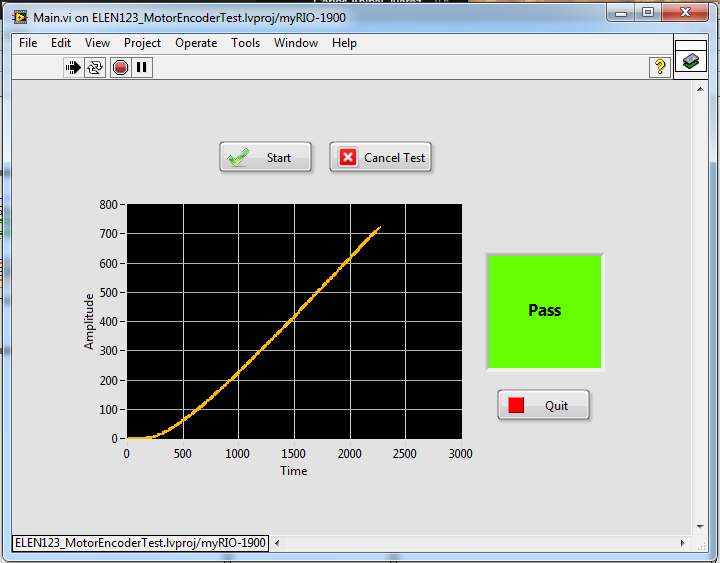 Main.vi on ELEN123_MotorEncoderTest.lvproj/myRIO-1900
File Edit View Project Operate Tools Window Help
Start
Cancel Test
800
700
600
500
400
300
200
100
0
Amplitude
0 500 1000 1500 2000 2500 3000
Time
Pass
Quit
ELEN123_MotorEncoderTest.lvproj/myRIO-1900